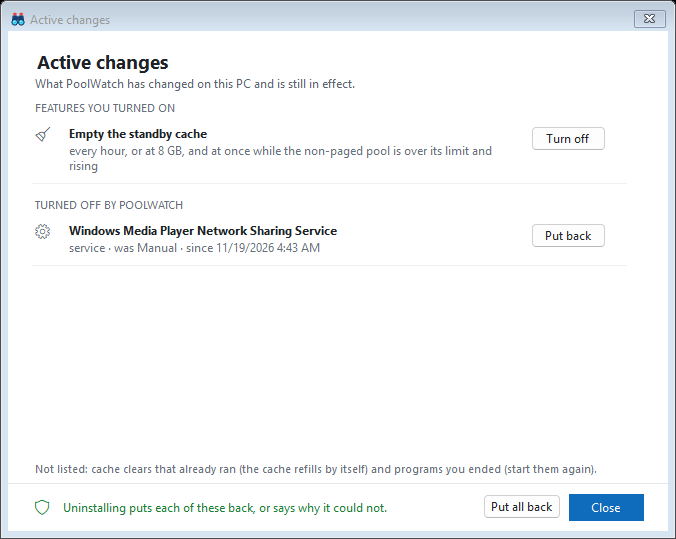 Active changes
Active changes
What PoolWatch has changed on this PC and is still in effect.
FEATURES YOU TURNED ON
Empty the standby cache
every hour, or at 8 GB, and at once while the non-paged pool is over its limit and
rising
Turn off
TURNED OFF BY POOLWATCH
Windows Media Player Network Sharing Service
service · was Manual · since 11/19/2026 4:43 AM
Put back
Not listed: cache clears that already ran (the cache refills by itself) and programs you ended (start them again).
Uninstalling puts each of these back, or says why it could not.
Put all back
Close